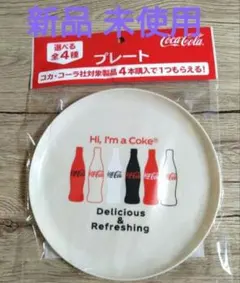 新品 未使用
選べる
全4種
プレート
Coca-Cola
コカ・コーラ社対象製品4本購入で1つもらえる!
Hi, I'm a Coke®
Delicious
&
Refreshing